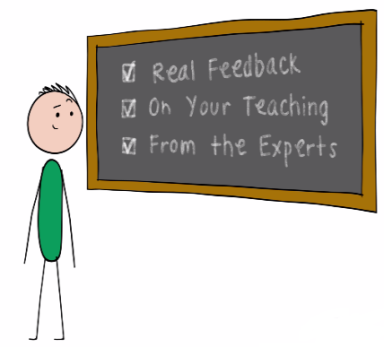 Real Feedback
On Your Teaching
From the Experts